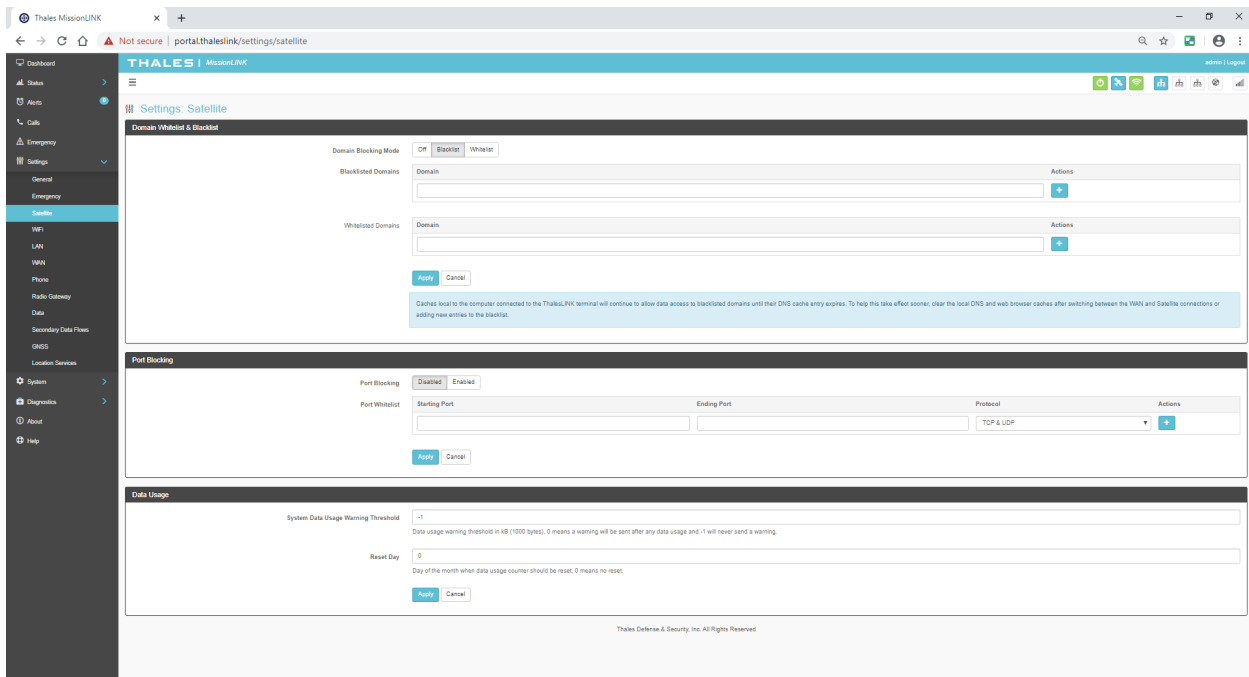 Thales MissionLINK
Not secure | portal.thaleslink/settings/satellite
Dashboard
Status
Alerts 0
Calls
Emergency
Settings
General
Emergency
Satellite
WiFi
LAN
WAN
Phone
Radio Gateway
Data
Secondary Data Flows
GNSS
Location Services
System
Diagnostics
About
Help
THALES | MissionLINK
admin | Logout
Settings: Satellite
Domain Whitelist & Blacklist
Domain Blocking Mode Off Blacklist Whitelist
Blacklisted Domains Domain Actions
+
Whitelisted Domains Domain Actions
+
Apply Cancel
Caches local to the computer connected to the ThalesLINK terminal will continue to allow data access to blacklisted domains until their DNS cache entry expires. To help this take effect sooner, clear the local DNS and web browser caches after switching between the WAN and Satellite connections or
adding new entries to the blacklist.
Port Blocking
Port Blocking Disabled Enabled
Port Whitelist Starting Port Ending Port Protocol Actions
TCP & UDP +
Apply Cancel
Data Usage
System Data Usage Warning Threshold -1
Data usage warning threshold in kB (1000 bytes), 0 means a warning will be sent after any data usage and -1 will never send a warning.
Reset Day 0
Day of the month when data usage counter should be reset, 0 means no reset.
Apply Cancel
Thales Defense & Security, Inc. All Rights Reserved